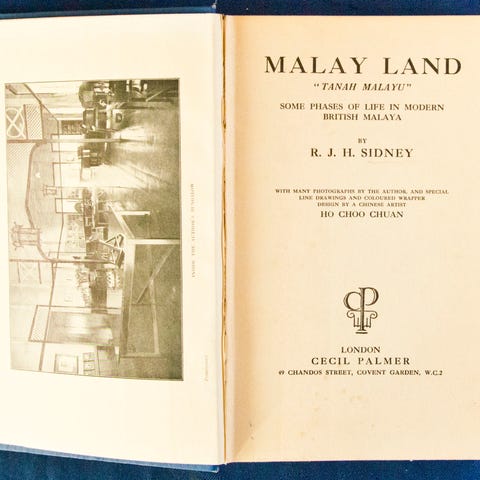 MALAY LAND
"TANAH MALAYU"
SOME PHASES OF LIFE IN MODERN
BRITISH MALAYA
BY
R. J. H. SIDNEY
WITH MANY PHOTOGRAPHS BY THE AUTHOR, AND SPECIAL
LINE DRAWINGS AND COLOURED WRAPPER
DESIGN BY A CHINESE ARTIST
HO CHOO CHUAN
CP
LONDON
CECIL PALMER
49 CHANDOS STREET, COVENT GARDEN, W.C.2